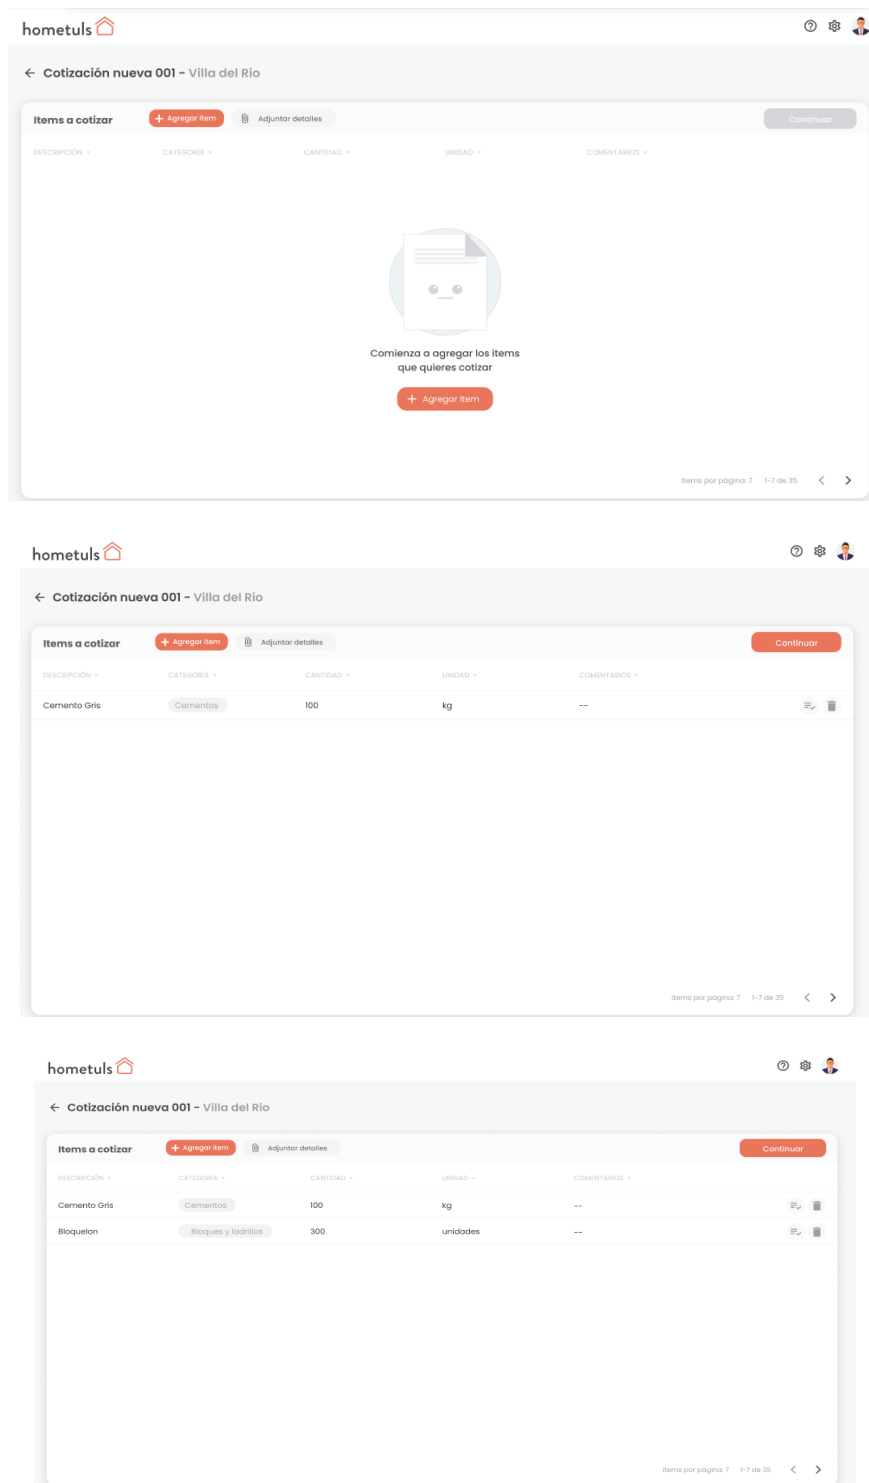 hometuls
Cotización nueva 001 - Villa del Rio
Items a cotizar + Agregar item Adjuntar detalles Continuar
DESCRIPCIÓN CATEGORÍA CANTIDAD UNIDAD COMENTARIOS
Comienza a agregar los items
que quieres cotizar
+ Agregar item
Items por página: 7 1-7 de 35
hometuls
Cotización nueva 001 - Villa del Rio
Items a cotizar + Agregar item Adjuntar detalles Continuar
DESCRIPCIÓN CATEGORÍA CANTIDAD UNIDAD COMENTARIOS
Cemento Gris Cementos 100 kg --
Items por página: 7 1-7 de 35
hometuls
Cotización nueva 001 - Villa del Rio
Items a cotizar + Agregar item Adjuntar detalles Continuar
DESCRIPCIÓN CATEGORÍA CANTIDAD UNIDAD COMENTARIOS
Cemento Gris Cementos 100 kg --
Bloquelon Bloques y ladrillos 300 unidades --
Items por página: 7 1-7 de 35